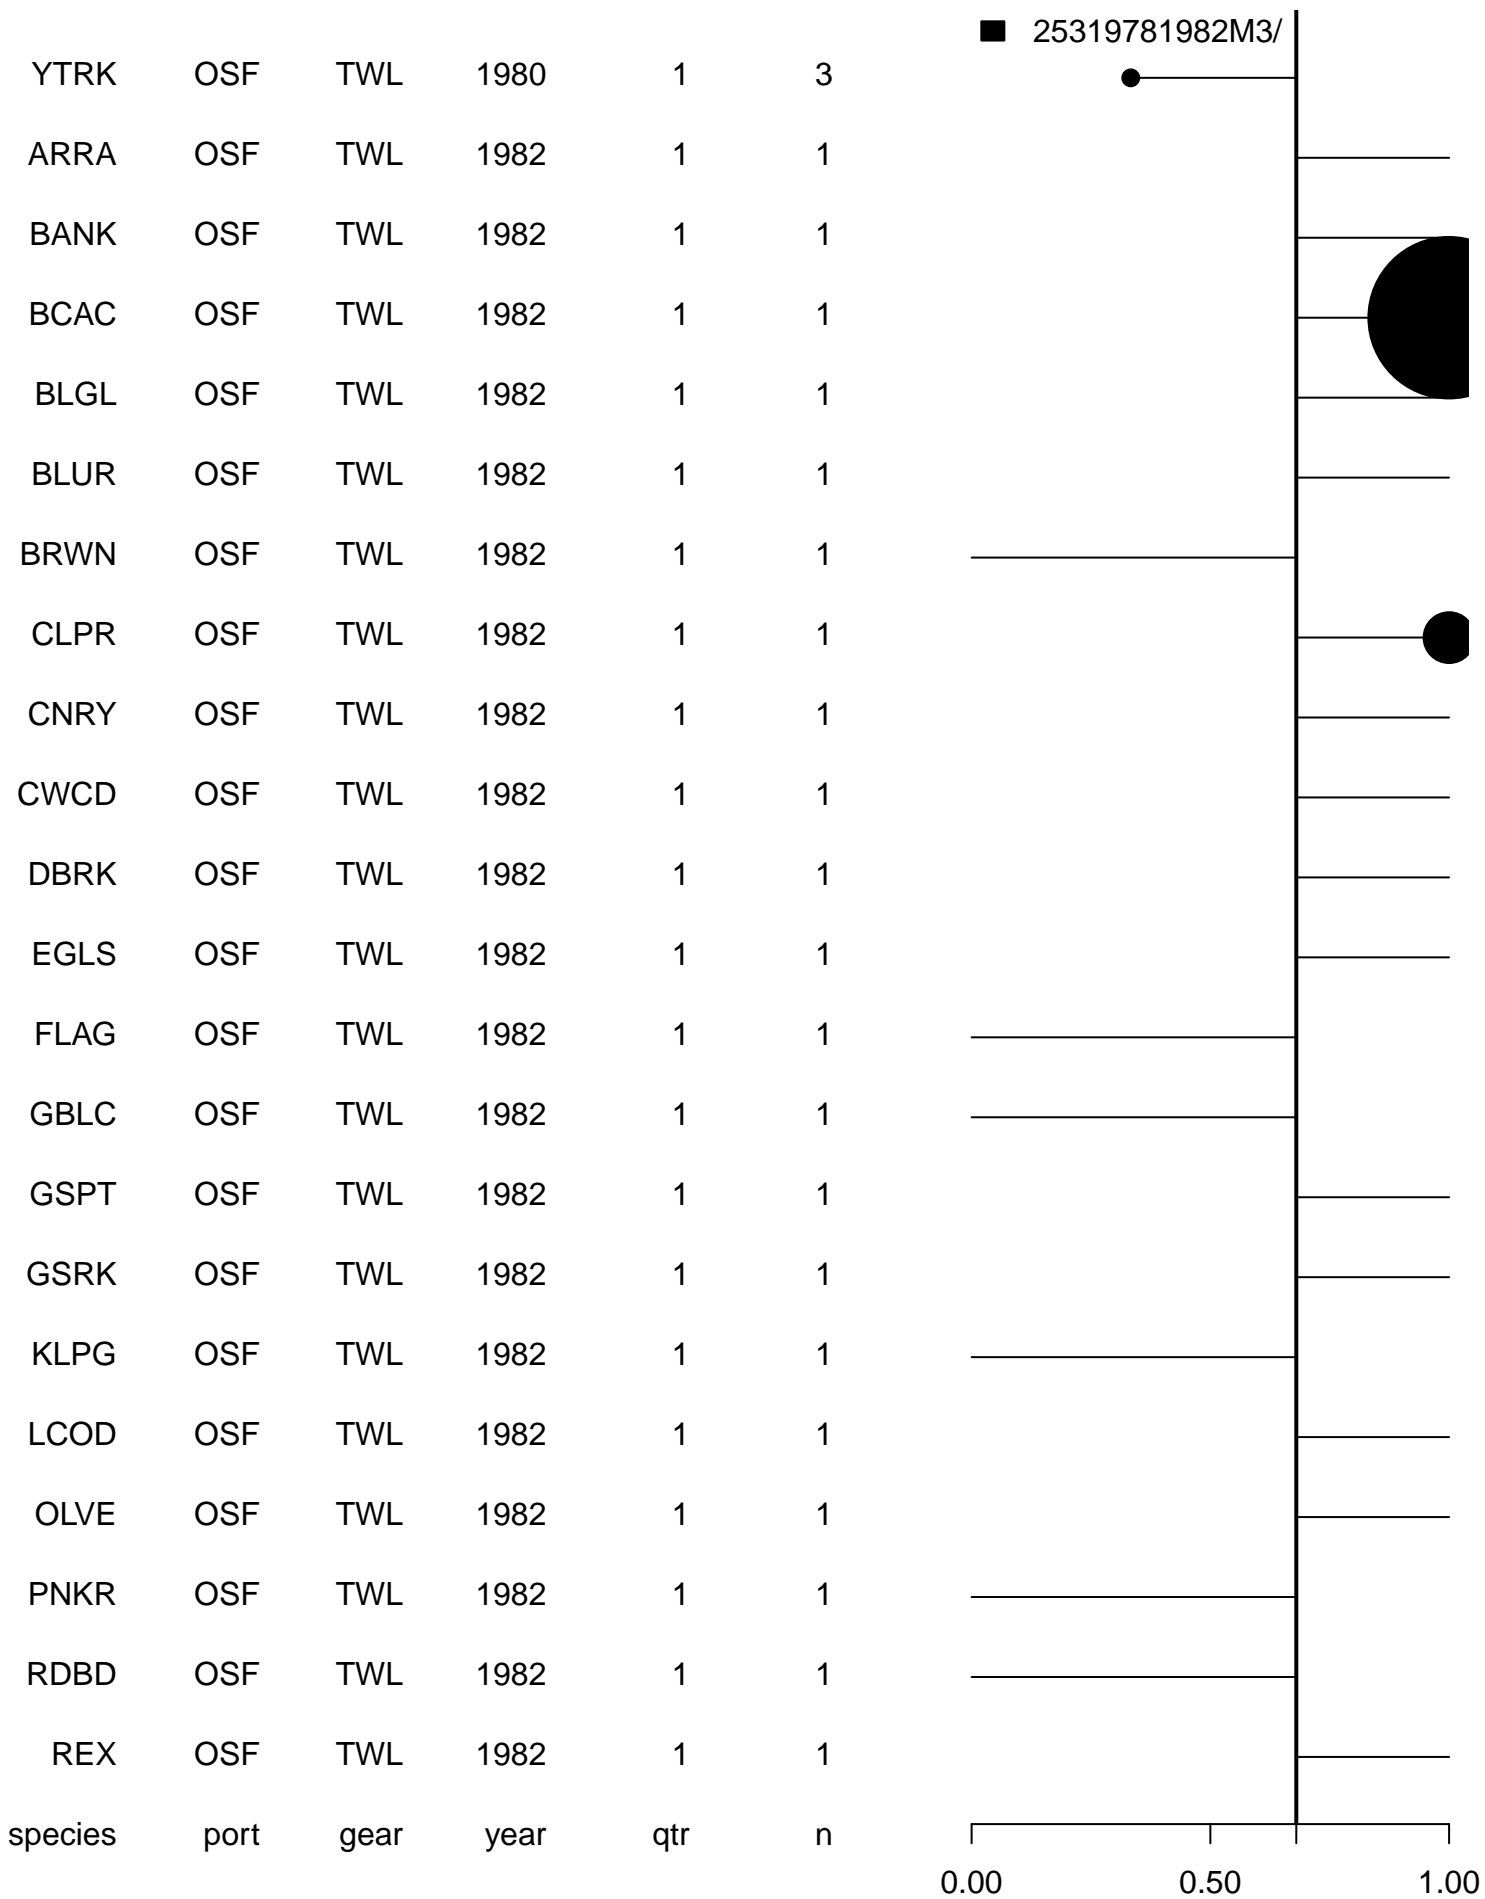 25319781982M3/
YTRK OSF TWL 1980 1 3
ARRA OSF TWL 1982 1 1
BANK OSF TWL 1982 1 1
BCAC OSF TWL 1982 1 1
BLGL OSF TWL 1982 1 1
BLUR OSF TWL 1982 1 1
BRWN OSF TWL 1982 1 1
CLPR OSF TWL 1982 1 1
CNRY OSF TWL 1982 1 1
CWCD OSF TWL 1982 1 1
DBRK OSF TWL 1982 1 1
EGLS OSF TWL 1982 1 1
FLAG OSF TWL 1982 1 1
GBLC OSF TWL 1982 1 1
GSPT OSF TWL 1982 1 1
GSRK OSF TWL 1982 1 1
KLPG OSF TWL 1982 1 1
LCOD OSF TWL 1982 1 1
OLVE OSF TWL 1982 1 1
PNKR OSF TWL 1982 1 1
RDBD OSF TWL 1982 1 1
REX OSF TWL 1982 1 1
species port gear year qtr n
0.00 0.50 1.00